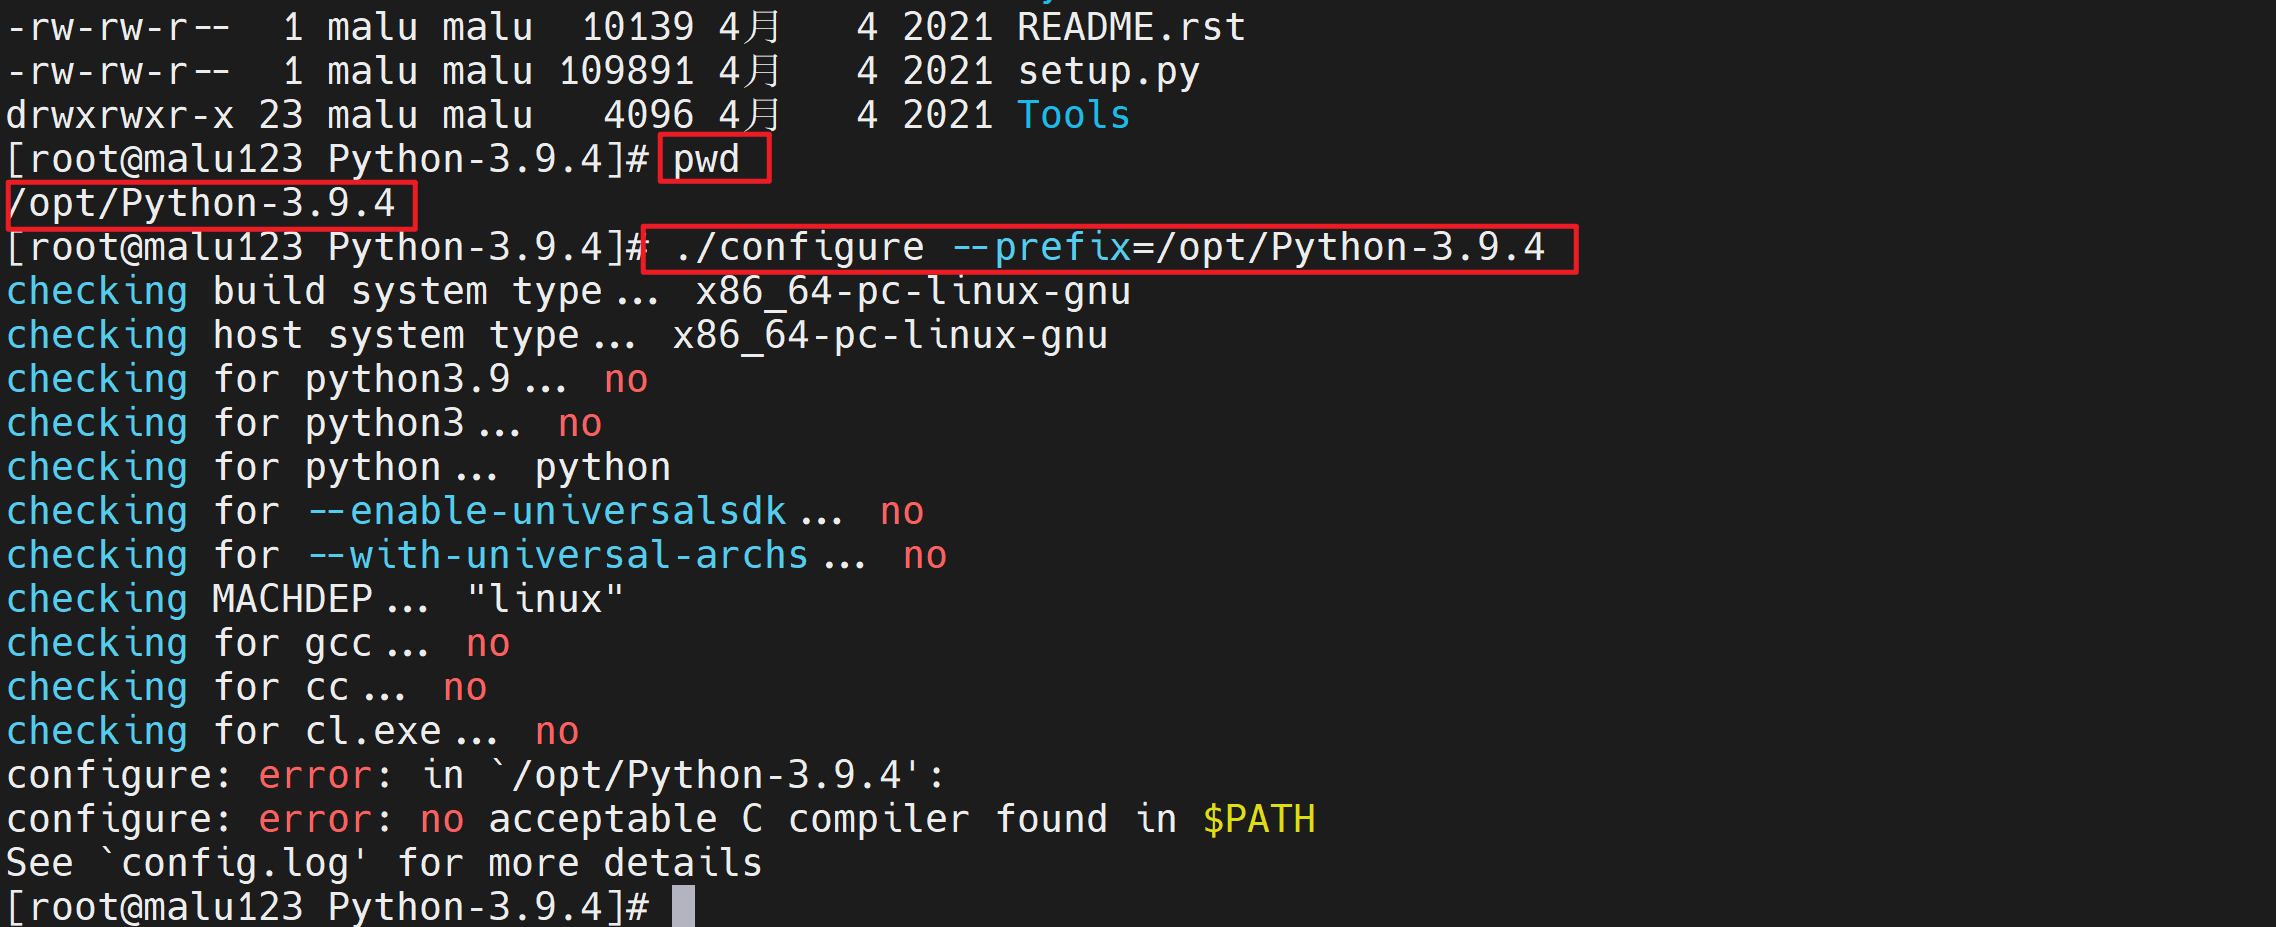 -rw-rw-r--  1 malu malu  10139 4月   4 2021 README.rst
-rw-rw-r--  1 malu malu 109891 4月   4 2021 setup.py
drwxrwxr-x 23 malu malu   4096 4月   4 2021 Tools
[root@malu123 Python-3.9.4]# pwd
/opt/Python-3.9.4
[root@malu123 Python-3.9.4]# ./configure --prefix=/opt/Python-3.9.4
checking build system type... x86_64-pc-linux-gnu
checking host system type... x86_64-pc-linux-gnu
checking for python3.9... no
checking for python3... no
checking for python... python
checking for --enable-universalsdk... no
checking for --with-universal-archs... no
checking MACHDEP... "linux"
checking for gcc... no
checking for cc... no
checking for cl.exe... no
configure: error: in `/opt/Python-3.9.4':
configure: error: no acceptable C compiler found in $PATH
See `config.log' for more details
[root@malu123 Python-3.9.4]#